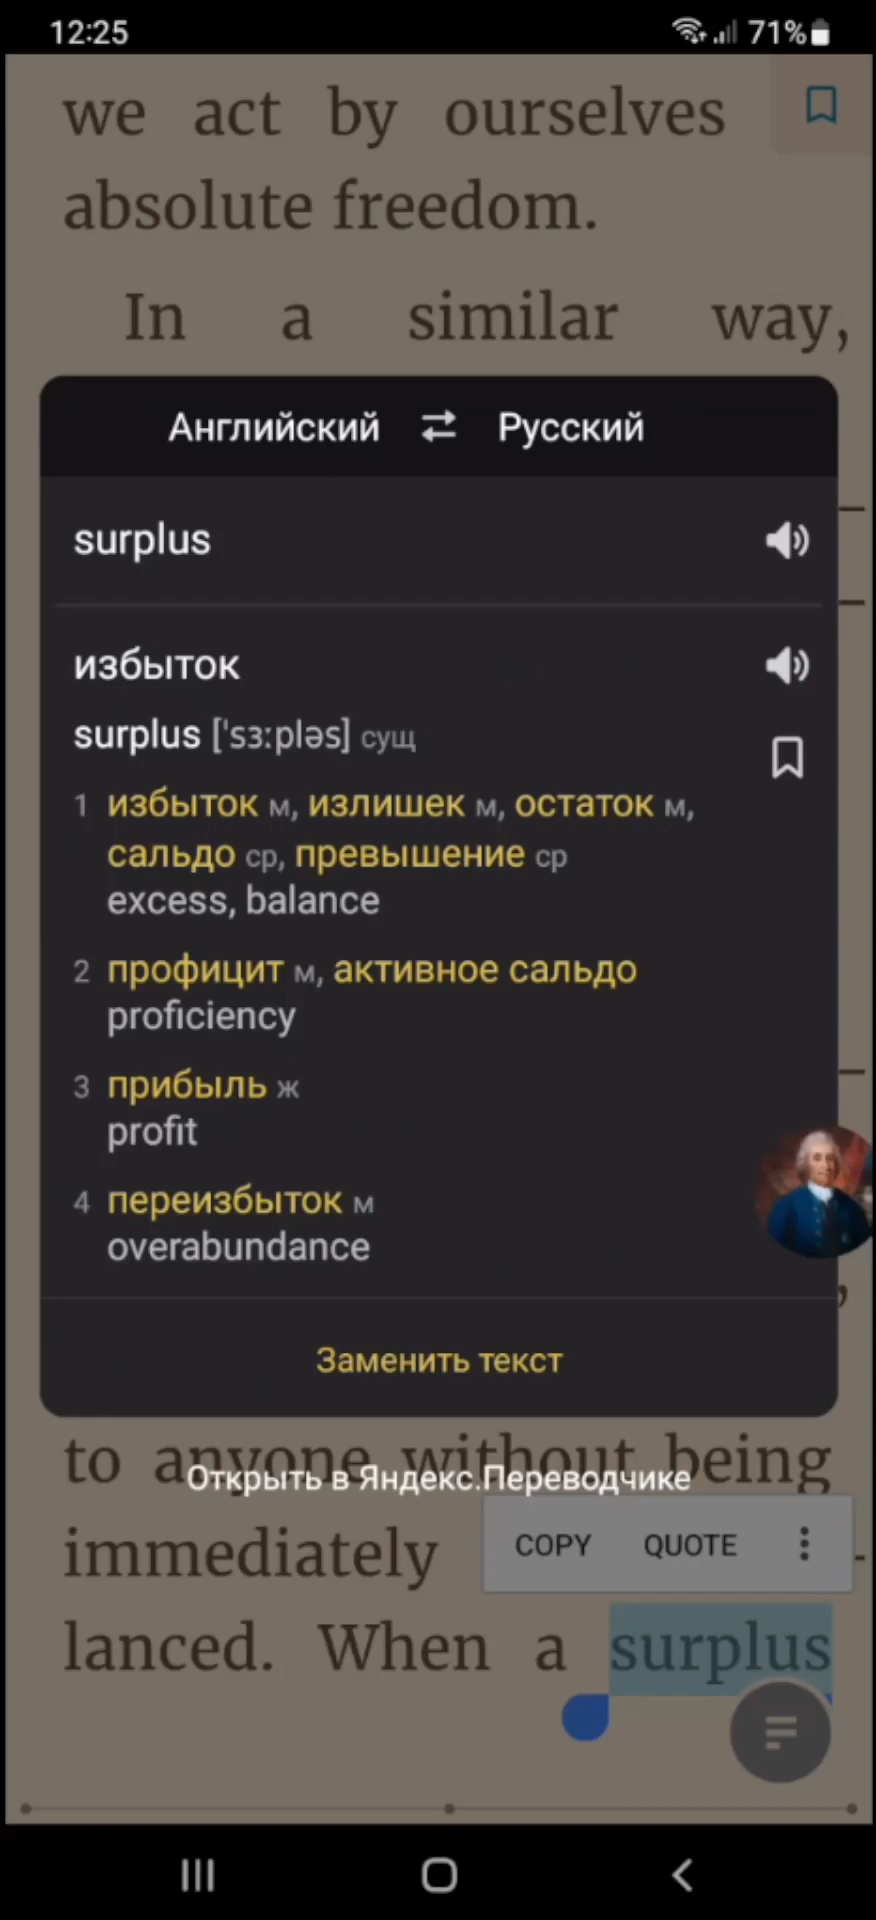 12:25
71%
we act by ourselves
absolute freedom.
In a similar way,
Английский Русский
surplus
избыток
surplus ['sɜːpləs] сущ
1 избыток м, излишек м, остаток м,
сальдо ср, превышение ср
excess, balance
2 профицит м, активное сальдо
proficiency
3 прибыль ж
profit
4 переизбыток м
overabundance
Заменить текст
to anyone without being
Открыть в Яндекс.Переводчике
immediately
COPY QUOTE
lanced. When a surplus